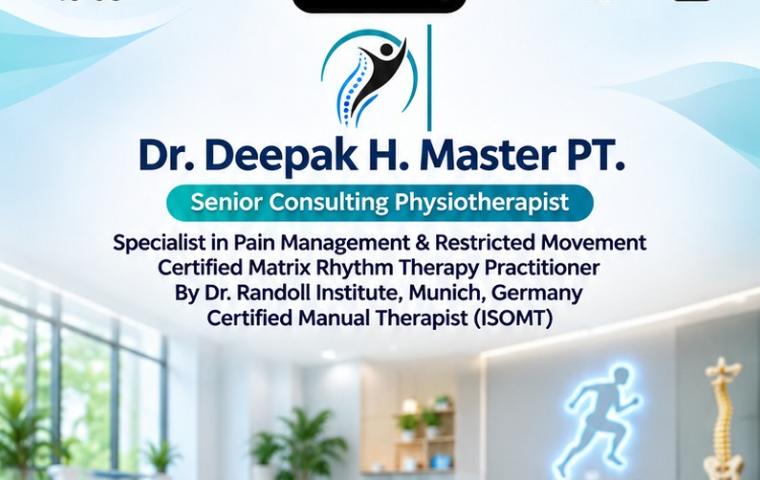 Dr. Deepak H. Master PT.
Senior Consulting Physiotherapist
Specialist in Pain Management & Restricted Movement
Certified Matrix Rhythm Therapy Practitioner
By Dr. Randoll Institute, Munich, Germany
Certified Manual Therapist (ISOMT)